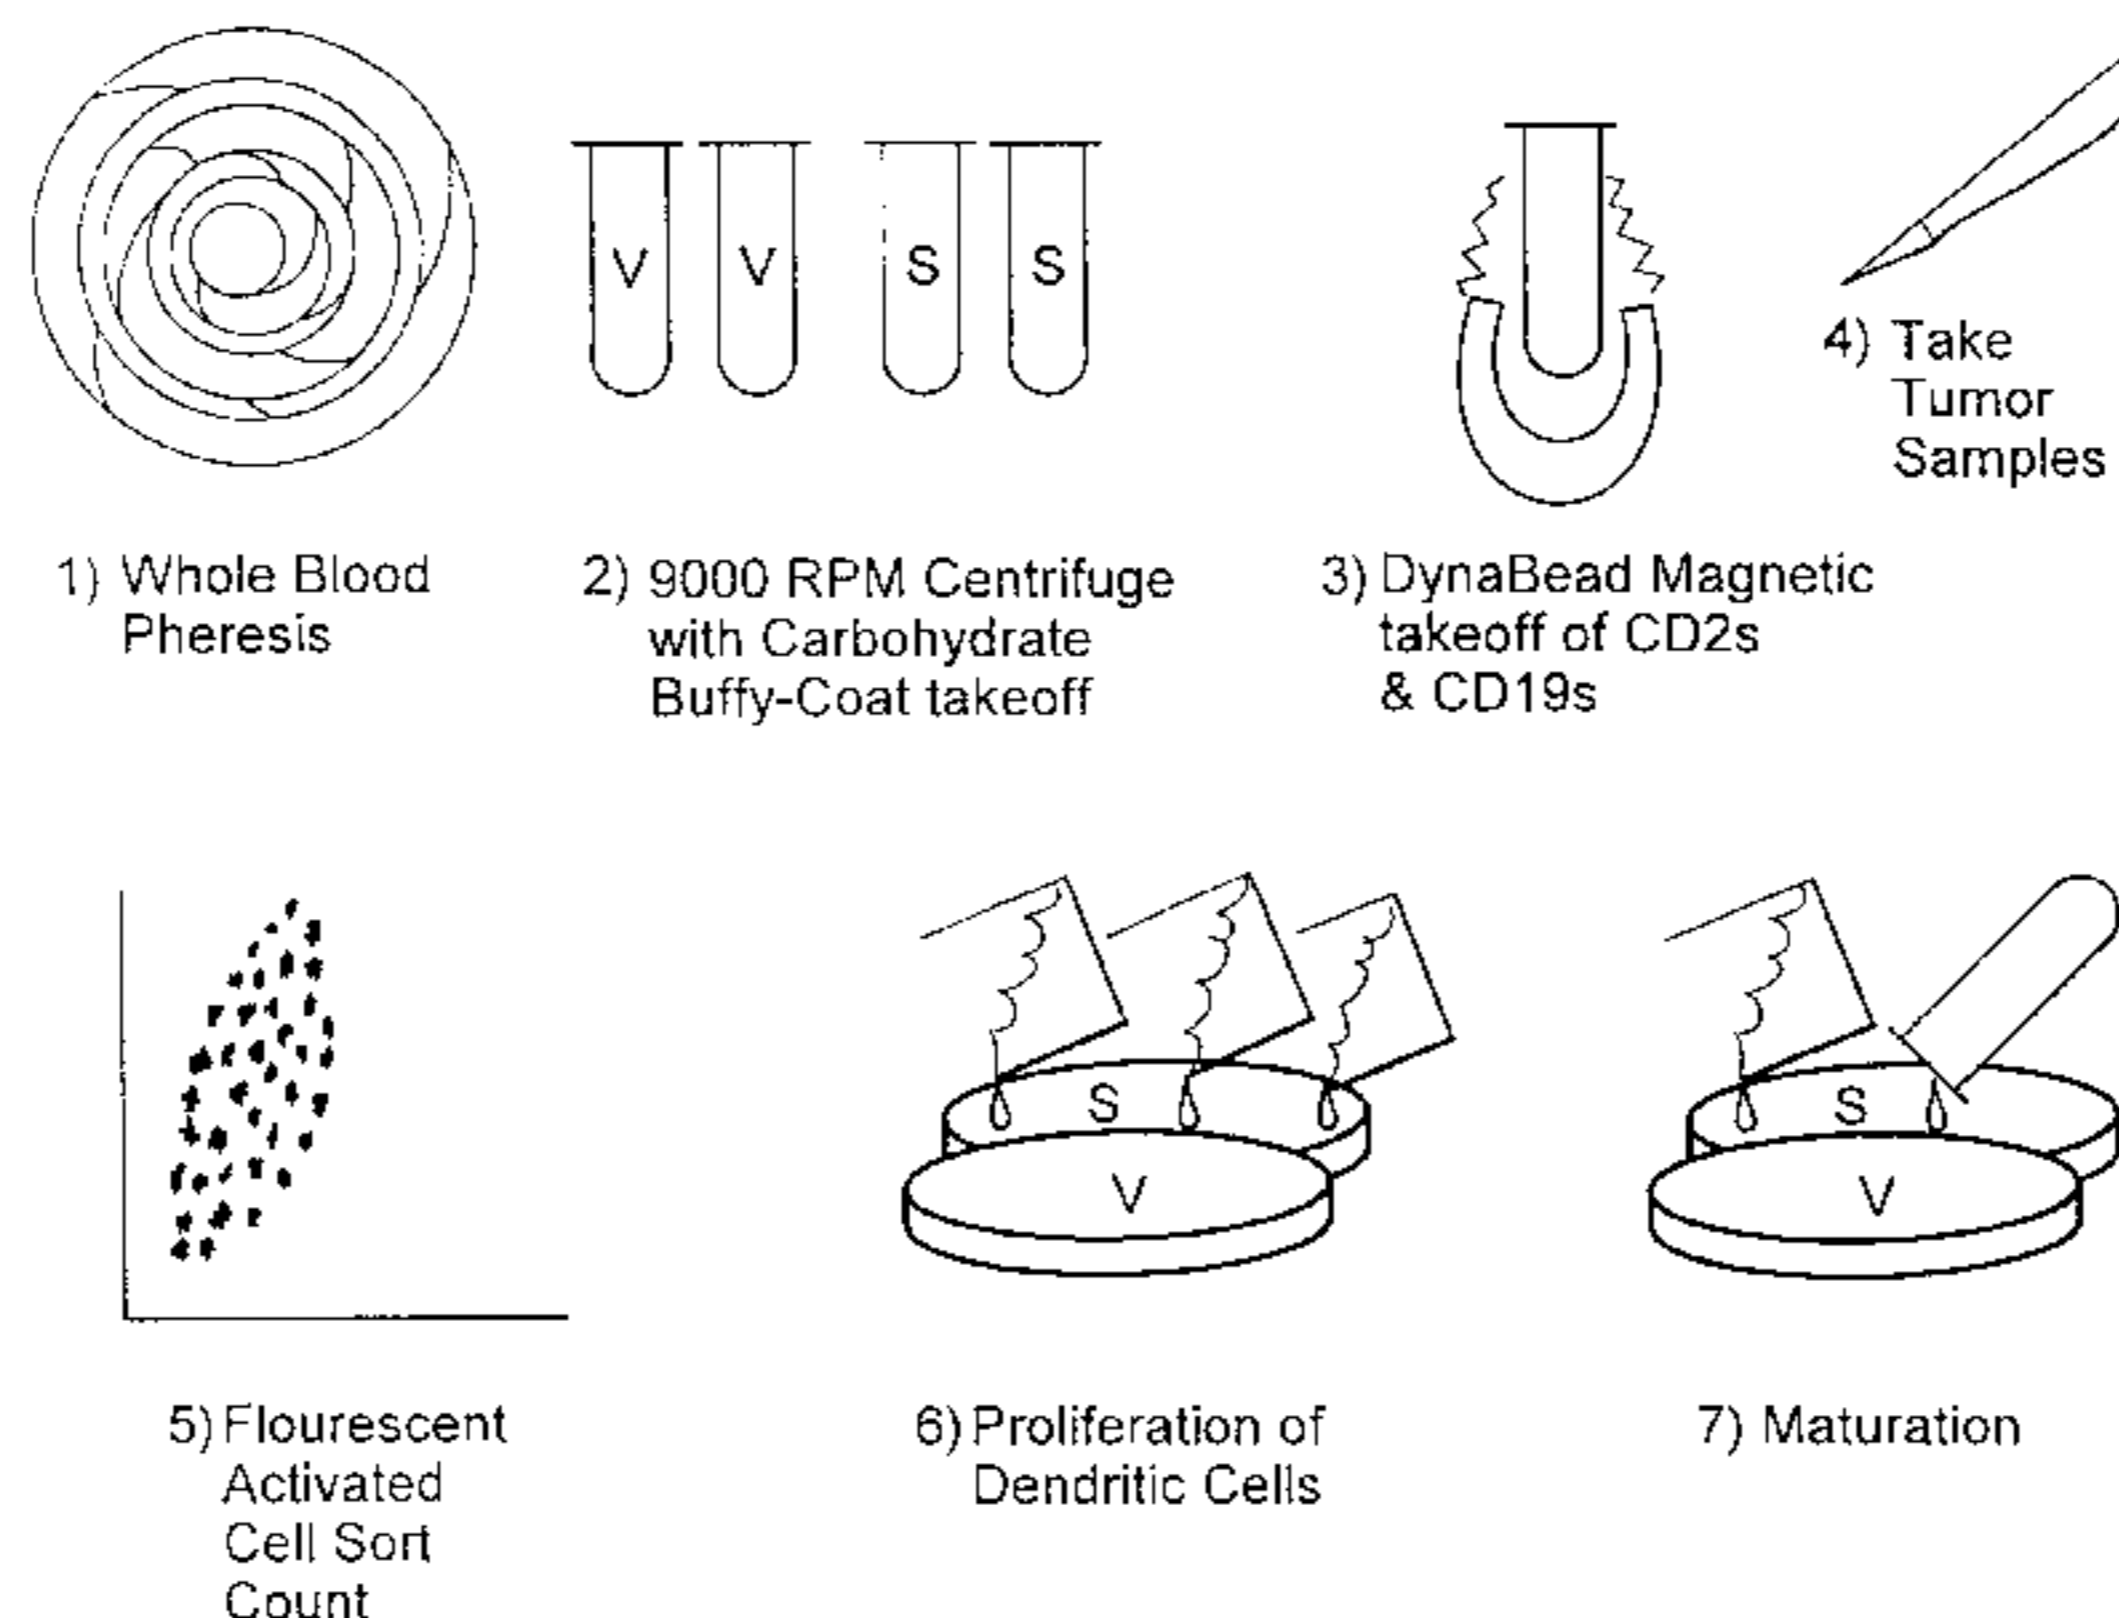 V V S S
4) Take
Tumor
Samples
1) Whole Blood
Pheresis
2) 9000 RPM Centrifuge
with Carbohydrate
Buffy-Coat takeoff
3) DynaBead Magnetic
takeoff of CD2s
& CD19s
S
V
S
V
5) Flourescent
Activated
Cell Sort
Count
6) Proliferation of
Dendritic Cells
7) Maturation